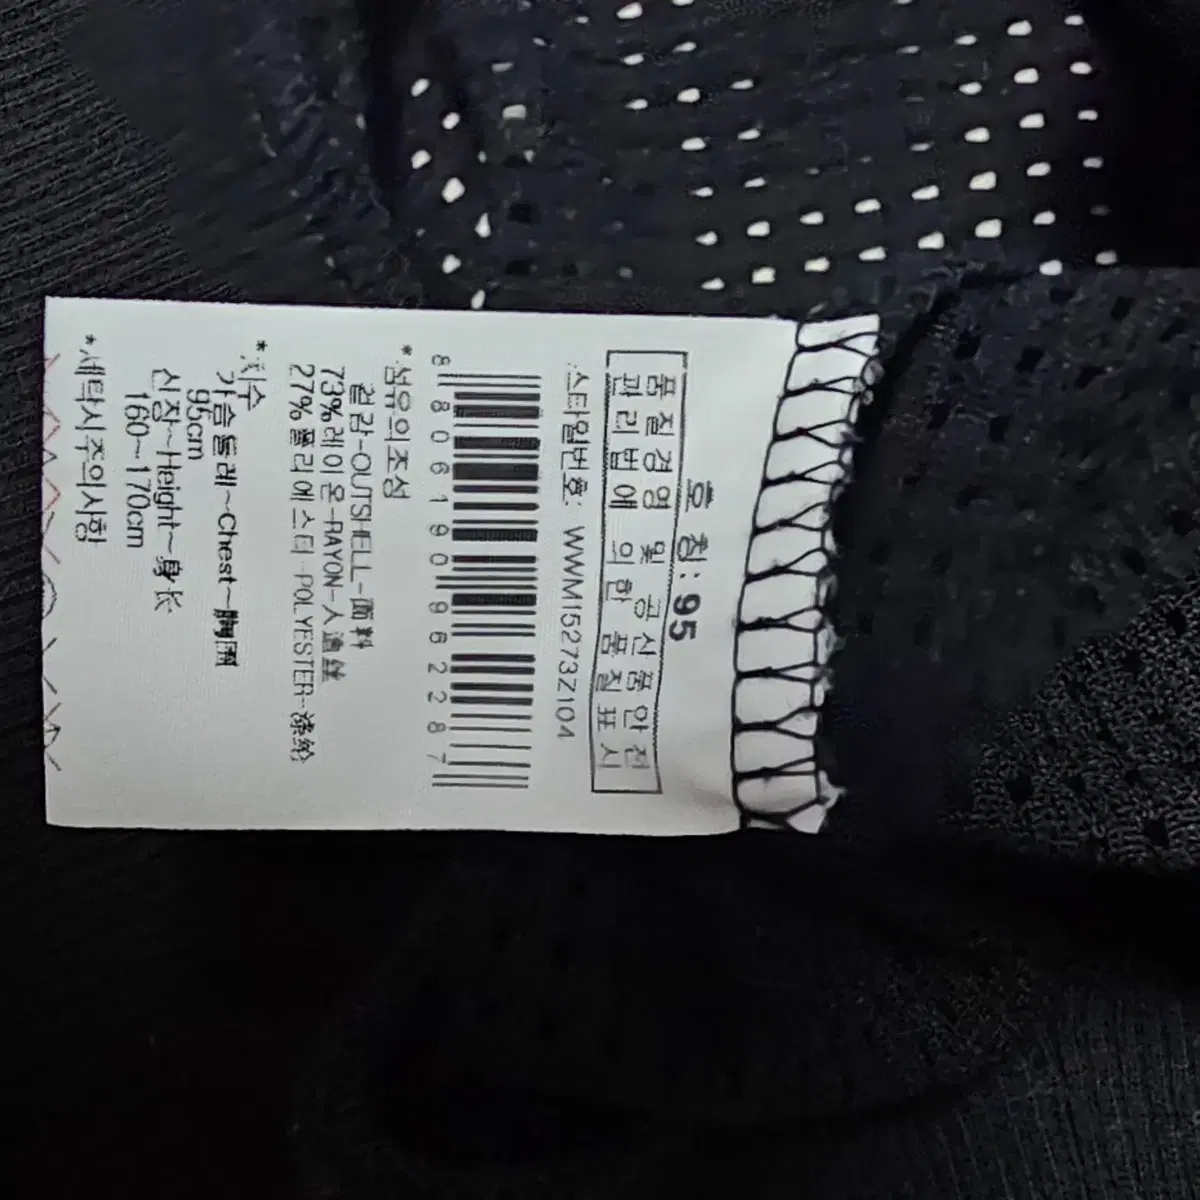 호 칭: 95
품질경영 및 공산품안전
관리법에 의한 품질표시
스타일번호: WWM15273Z104
8806190962287
*섬유의조성
겉감-OUTSHELL-面料
73%레이온-RAYON-人造丝
27%폴리에스터-POLYESTER-涤纶
*치수
가슴둘레~Chest~胸围
95cm
신장~Height~身长
160~170cm
*세탁시주의사항